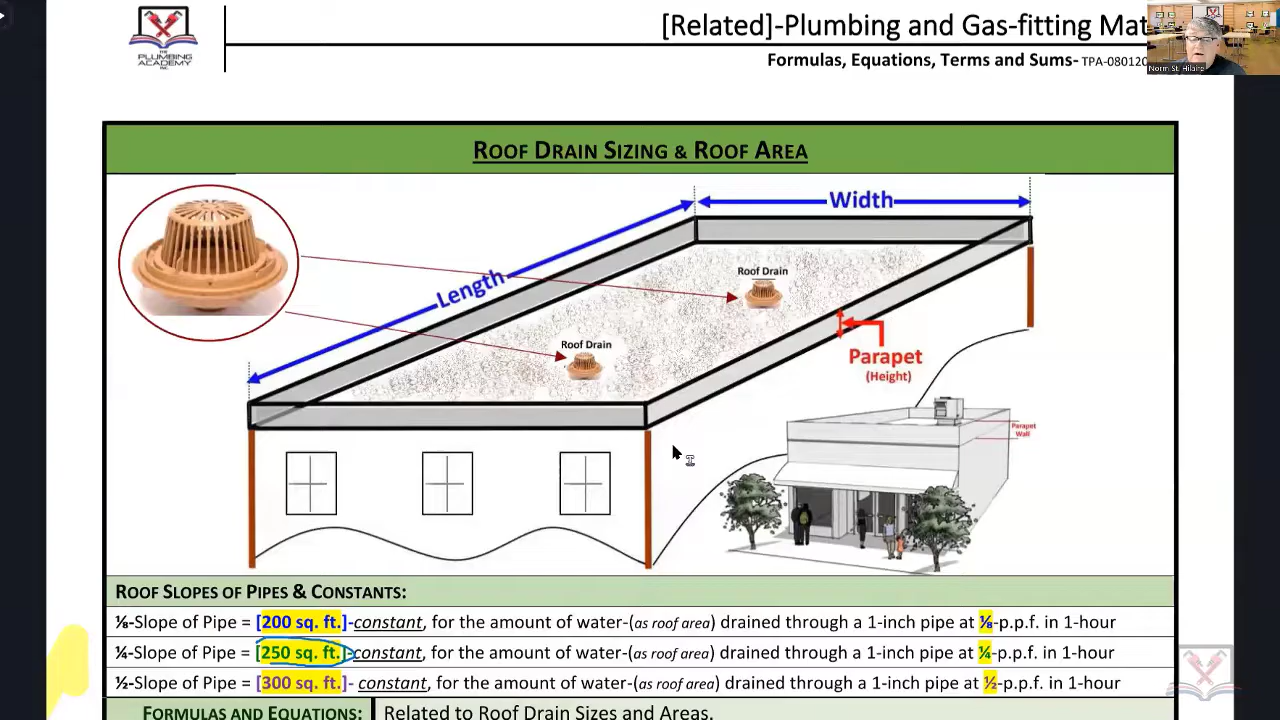 [Related]-Plumbing and Gas-fitting Mat
Formulas, Equations, Terms and Sums- TPA-080120
THE
PLUMBING
ACADEMY
INC.
Norm St. Hilaire
ROOF DRAIN SIZING & ROOF AREA
Width
Length
Roof Drain
Roof Drain
Parapet
(Height)
Parapet
Wall
ROOF SLOPES OF PIPES & CONSTANTS:
⅛-Slope of Pipe = [200 sq. ft.]-constant, for the amount of water-(as roof area) drained through a 1-inch pipe at ⅛-p.p.f. in 1-hour
¼-Slope of Pipe = [250 sq. ft.]-constant, for the amount of water-(as roof area) drained through a 1-inch pipe at ¼-p.p.f. in 1-hour
½-Slope of Pipe = [300 sq. ft.]- constant, for the amount of water-(as roof area) drained through a 1-inch pipe at ½-p.p.f. in 1-hour
FORMULAS AND EQUATIONS: Related to Roof Drain Sizes and Areas.